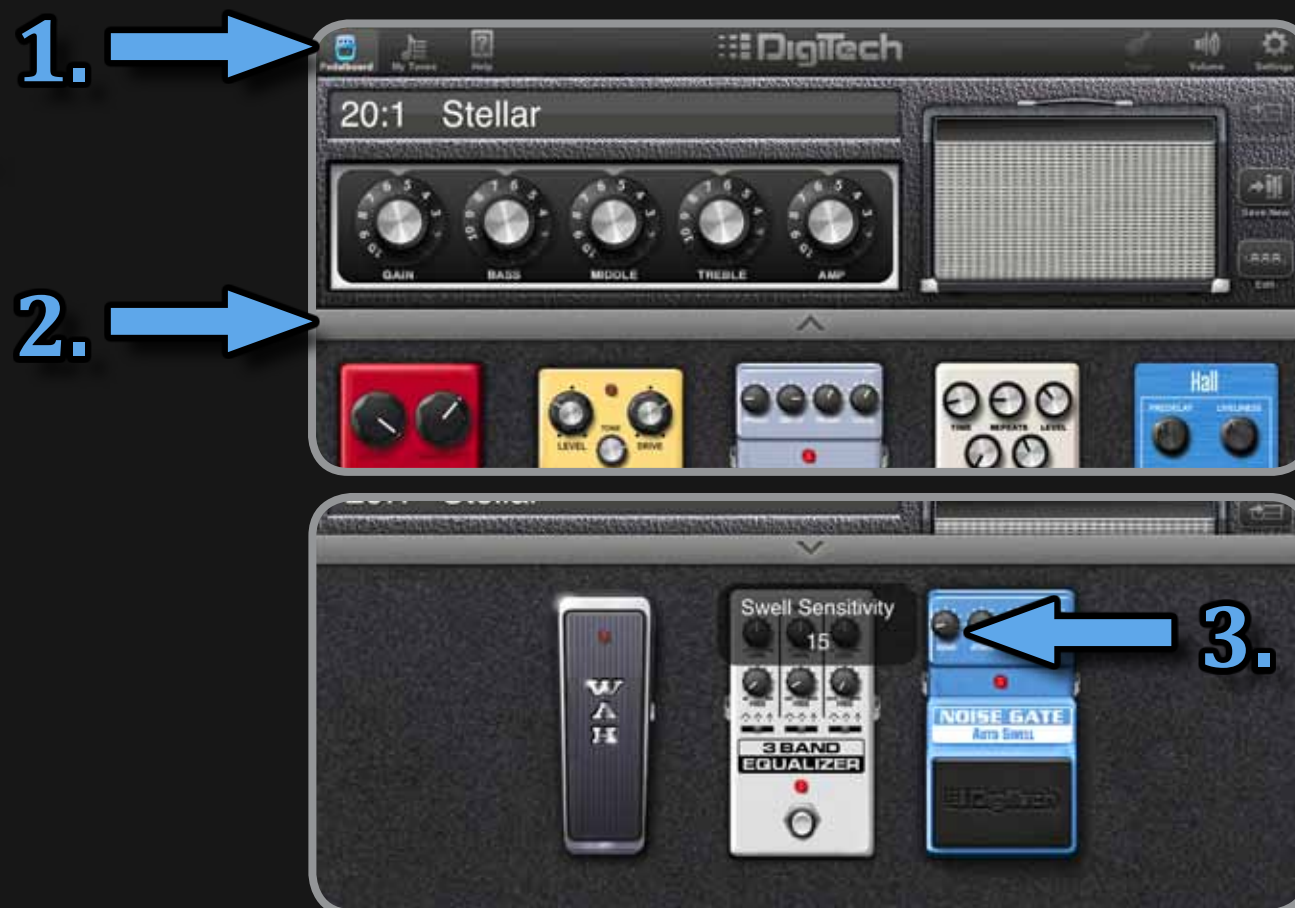 1.
Pedalboard My Tones Help DigiTech Volume Settings
20:1 Stellar
Save New
GAIN BASS MIDDLE TREBLE AMP
Edit
2.
LEVEL TONE DRIVE
TIME REPEATS LEVEL
Hall
PREDELAY LIVELINESS
Swell Sensitivity
15
3.
WAH
3 BAND
EQUALIZER
NOISE GATE
AUTO SWELL
DigiTech